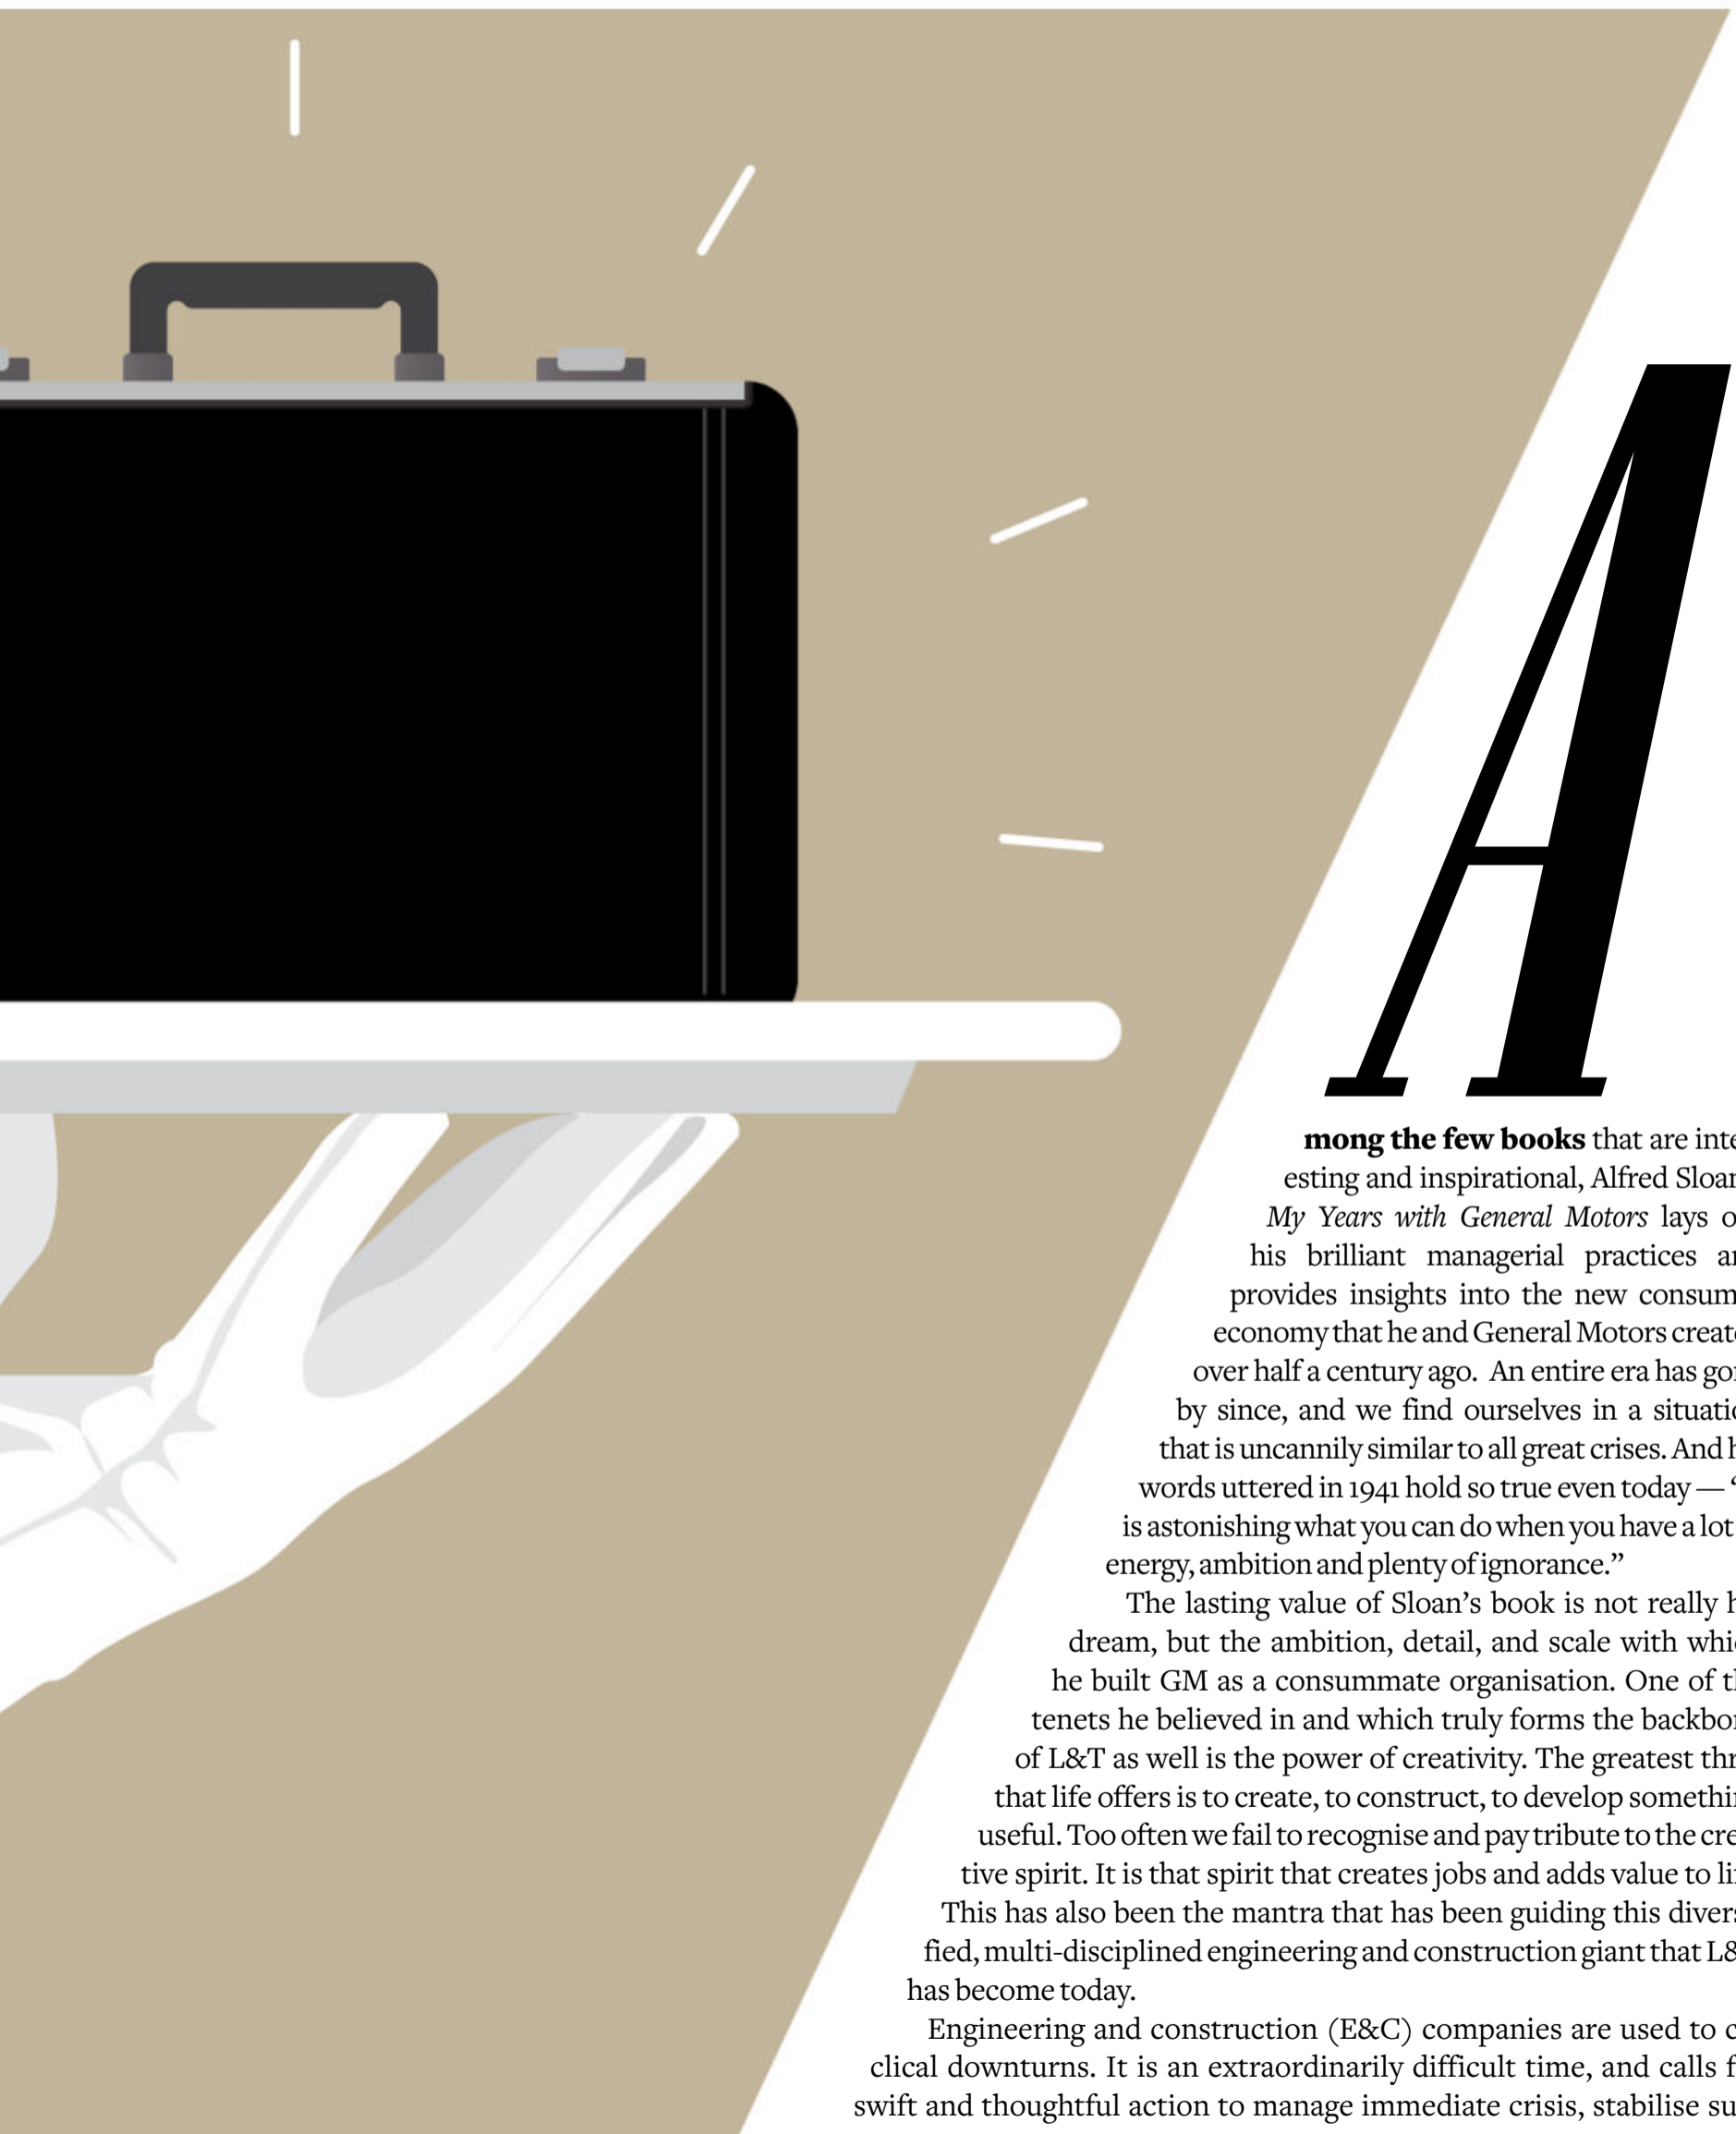 A
mong the few books that are inte
esting and inspirational, Alfred Sloan
My Years with General Motors lays o
his brilliant managerial practices an
provides insights into the new consum
economy that he and General Motors create
over half a century ago. An entire era has gon
by since, and we find ourselves in a situatio
that is uncannily similar to all great crises. And h
words uttered in 1941 hold so true even today — “
is astonishing what you can do when you have a lot
energy, ambition and plenty of ignorance.”
The lasting value of Sloan’s book is not really h
dream, but the ambition, detail, and scale with whic
he built GM as a consummate organisation. One of th
tenets he believed in and which truly forms the backbon
of L&T as well is the power of creativity. The greatest thr
that life offers is to create, to construct, to develop somethin
useful. Too often we fail to recognise and pay tribute to the cre
tive spirit. It is that spirit that creates jobs and adds value to li
This has also been the mantra that has been guiding this divers
fied, multi-disciplined engineering and construction giant that L&
has become today.
Engineering and construction (E&C) companies are used to c
clical downturns. It is an extraordinarily difficult time, and calls f
swift and thoughtful action to manage immediate crisis, stabilise su